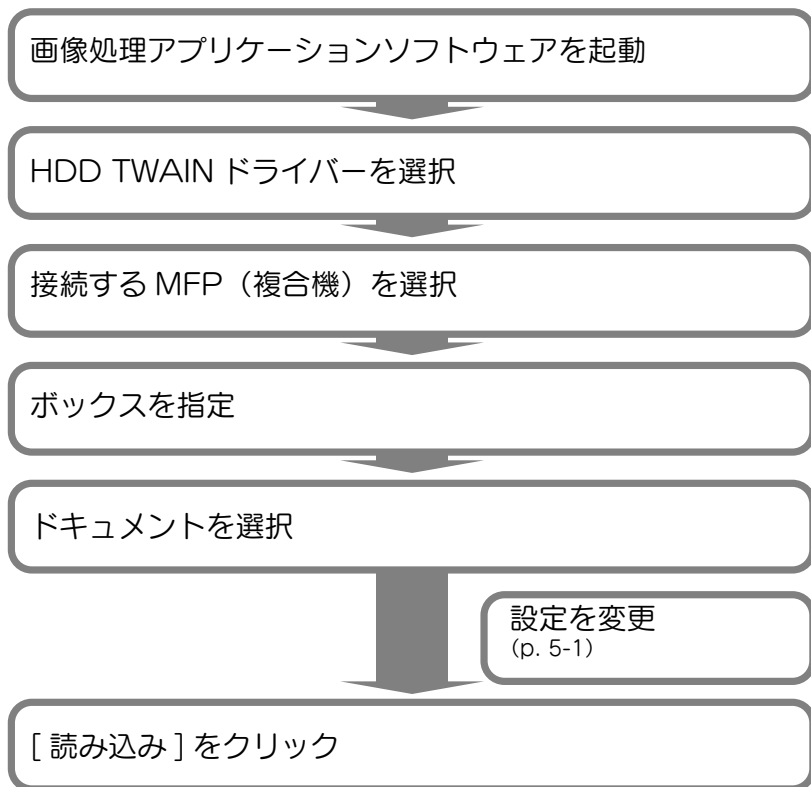 画像処理アプリケーションソフトウェアを起動
HDD TWAIN ドライバーを選択
接続する MFP（複合機）を選択
ボックスを指定
ドキュメントを選択
設定を変更
(p. 5-1)
[ 読み込み ] をクリック